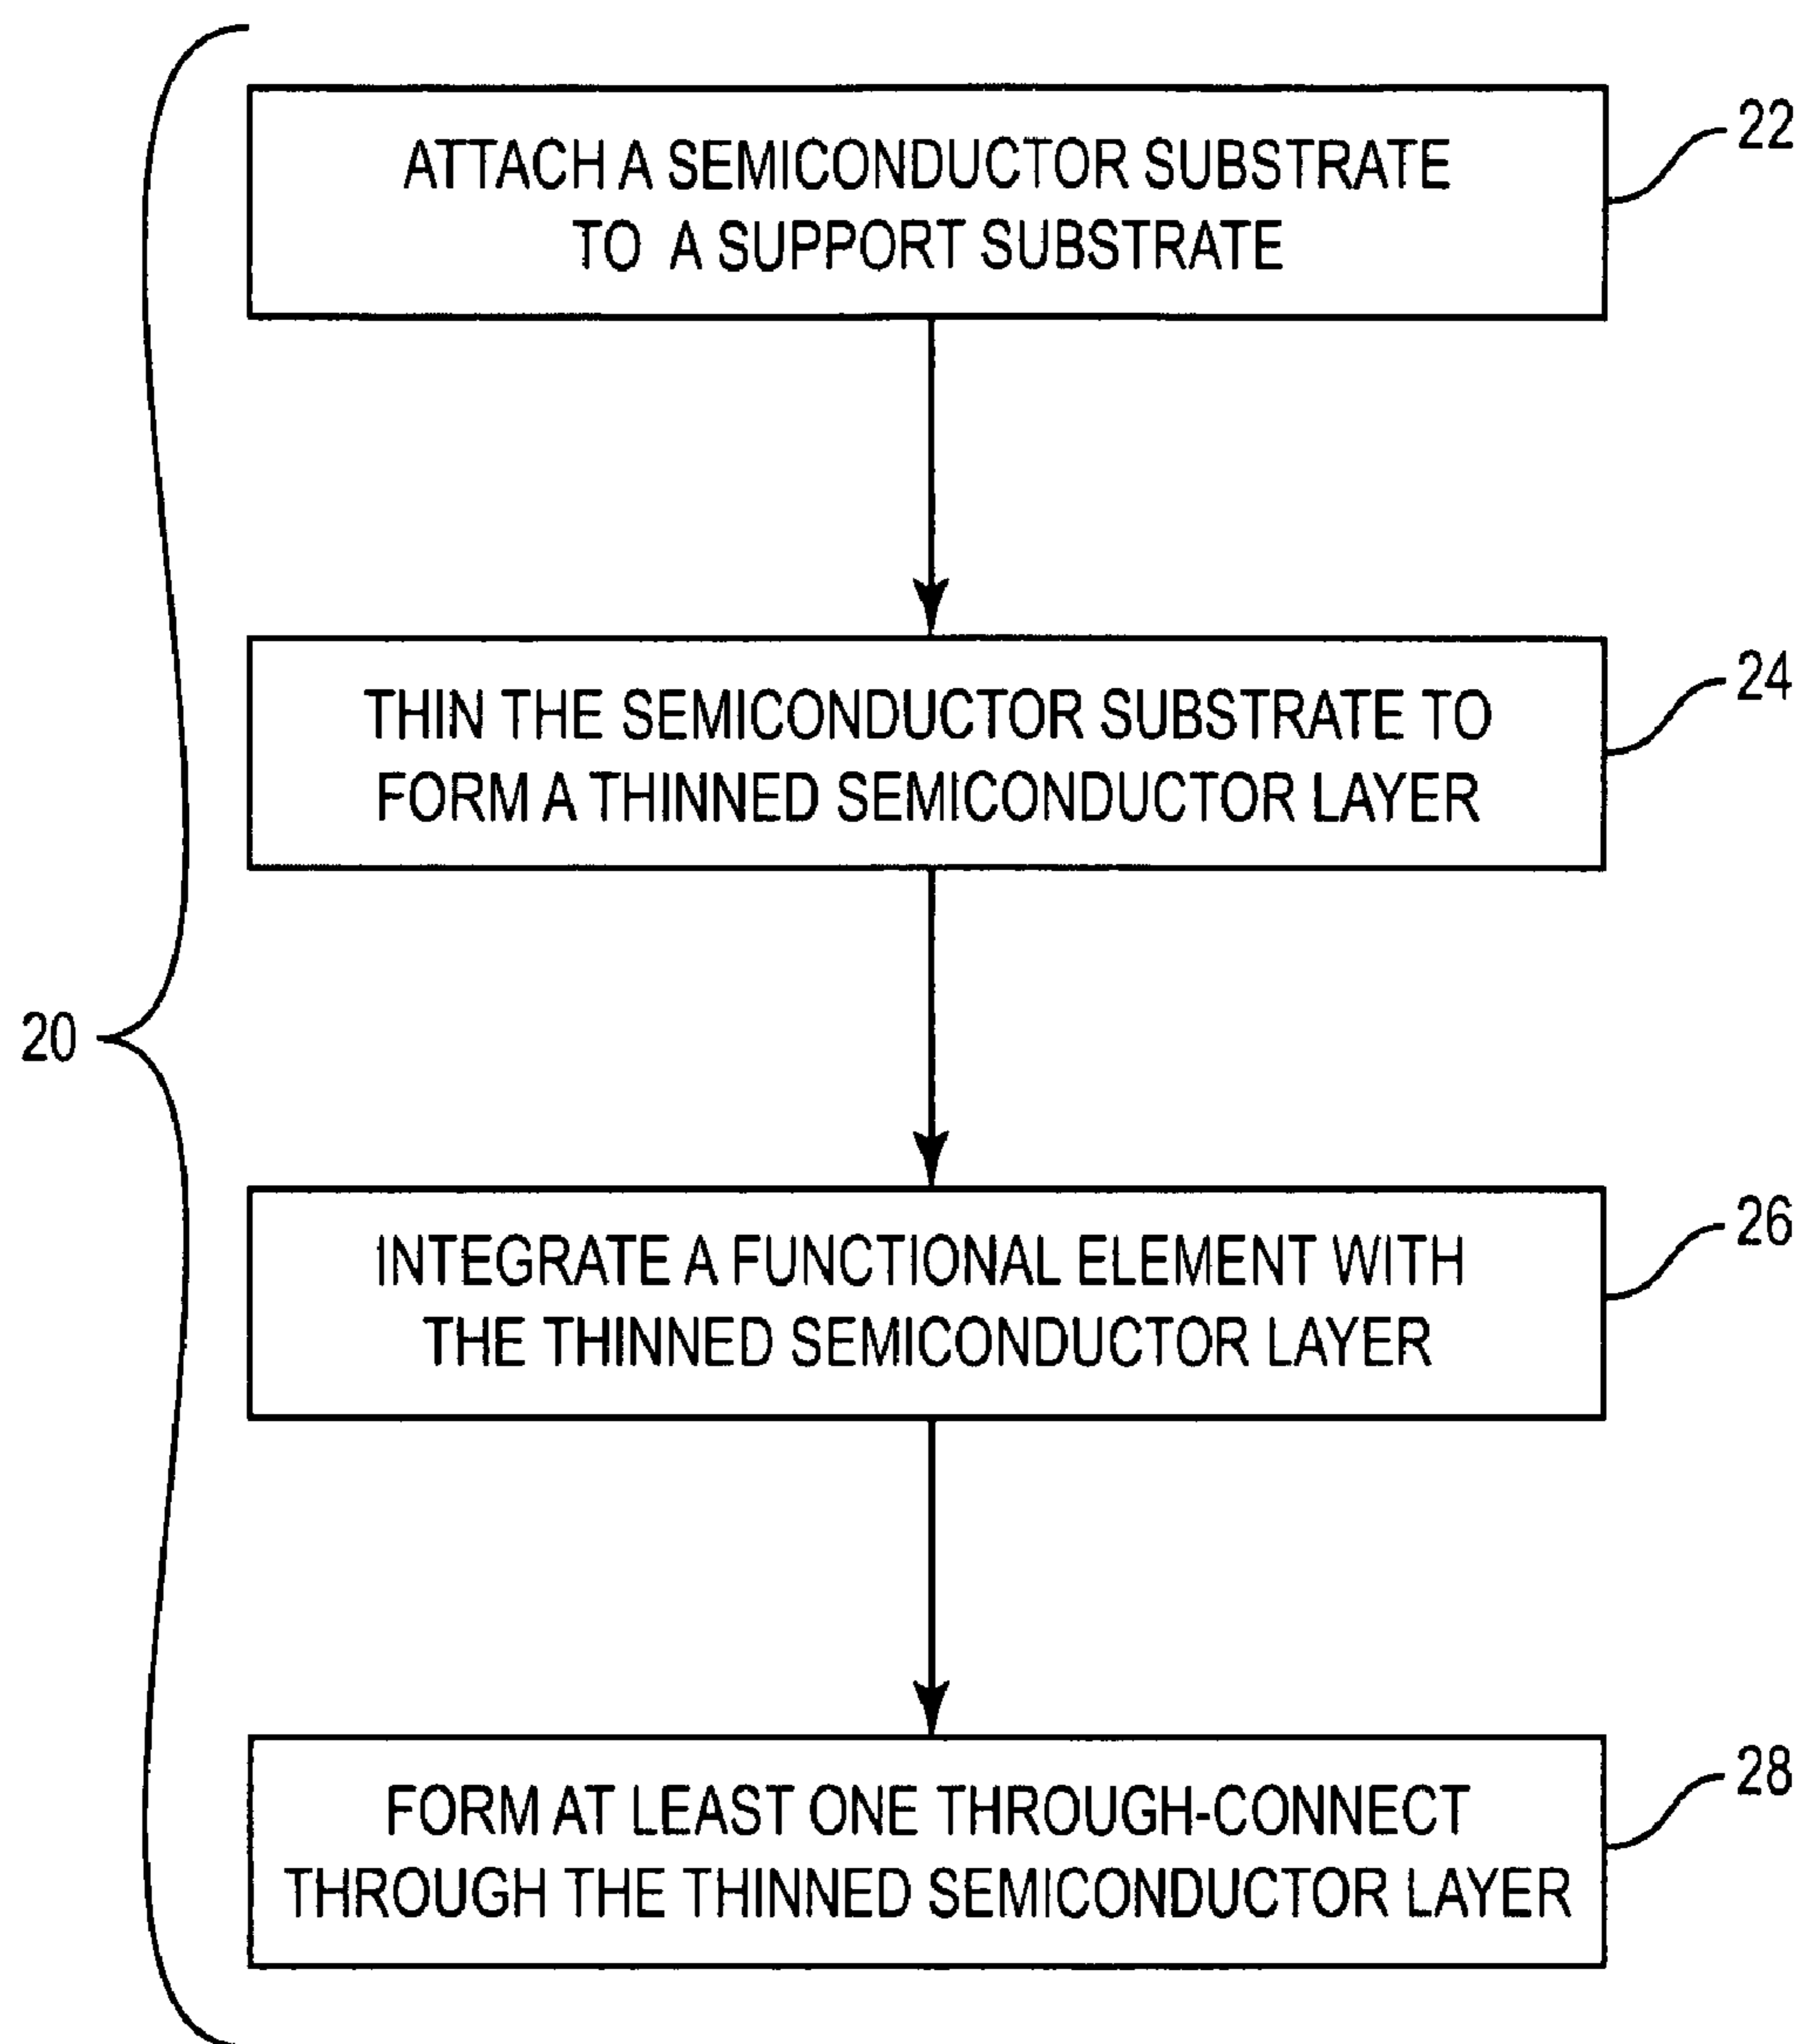 ATTACH A SEMICONDUCTOR SUBSTRATE
TO A SUPPORT SUBSTRATE
22
THIN THE SEMICONDUCTOR SUBSTRATE TO
FORM A THINNED SEMICONDUCTOR LAYER
24
20
INTEGRATE A FUNCTIONAL ELEMENT WITH
THE THINNED SEMICONDUCTOR LAYER
26
FORM AT LEAST ONE THROUGH-CONNECT
THROUGH THE THINNED SEMICONDUCTOR LAYER
28